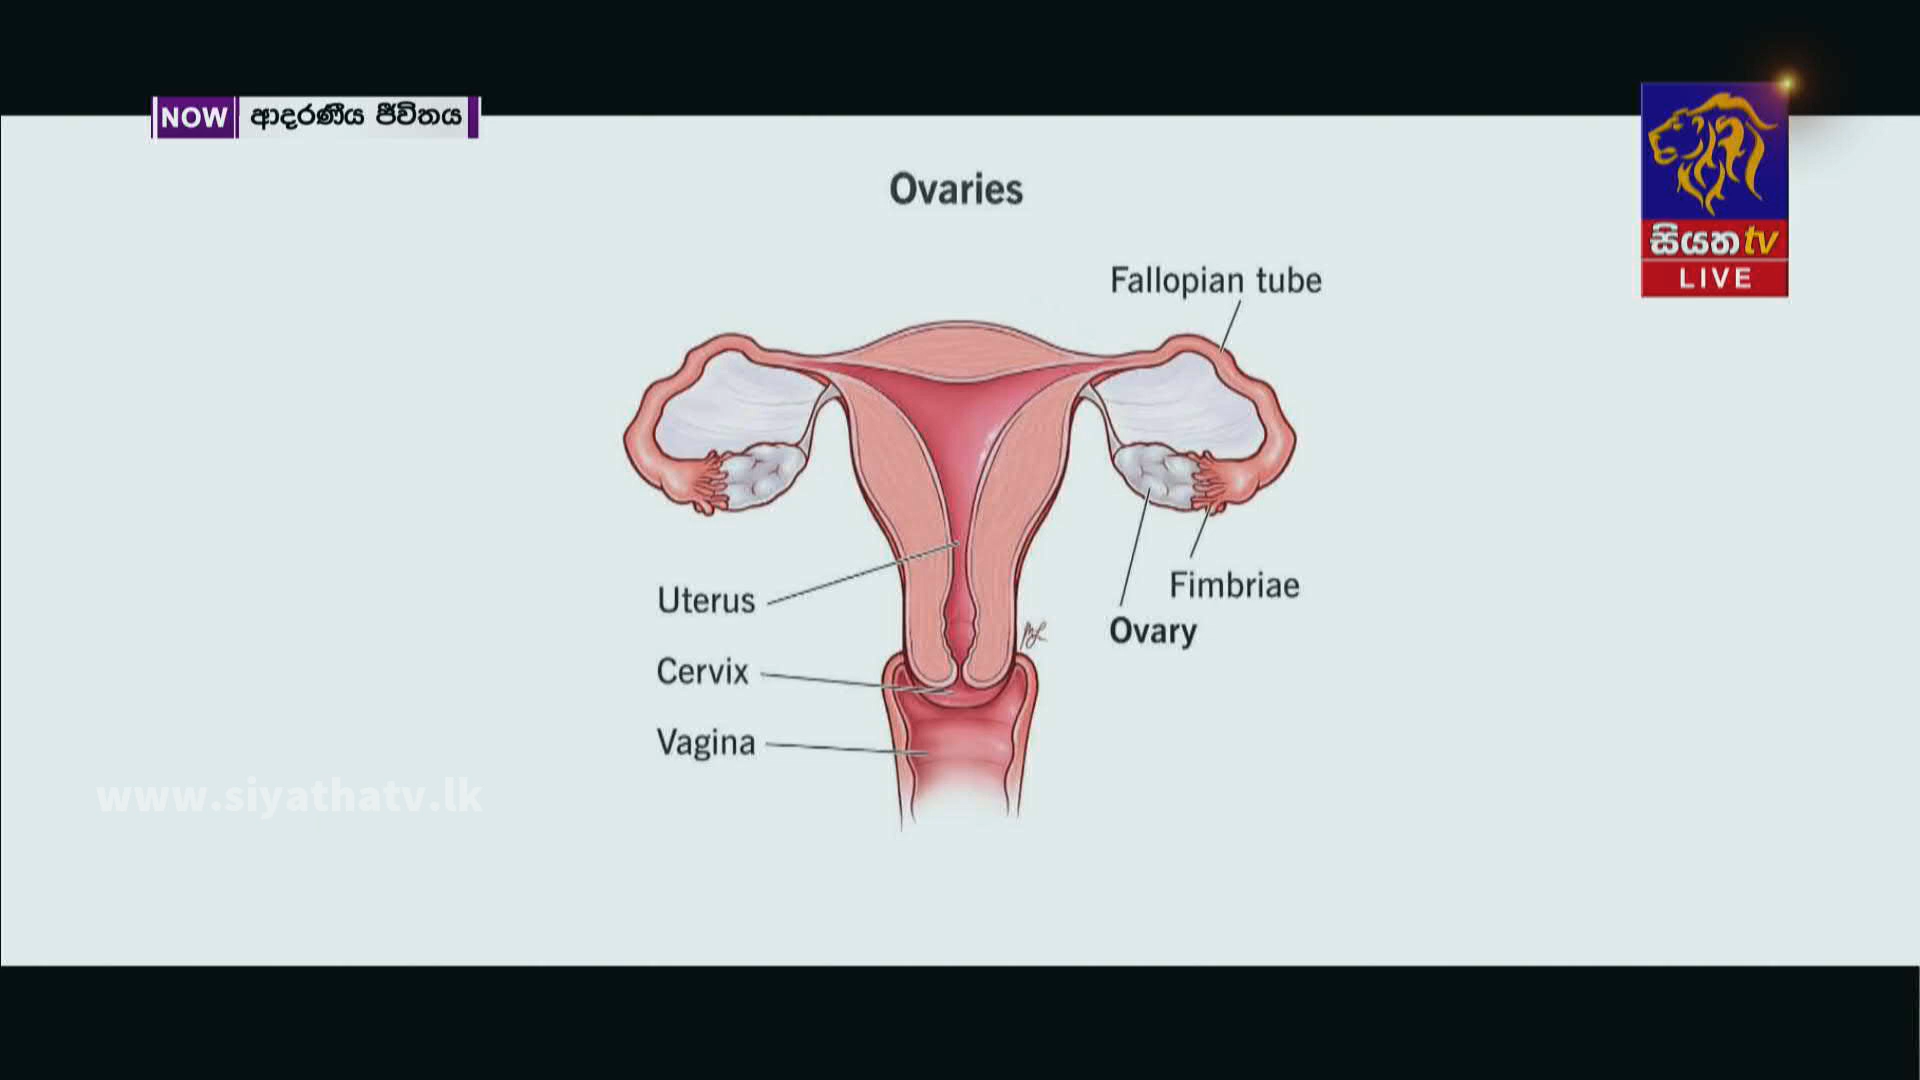 NOW ආදරණීය ජීවිතය
සියත tv
LIVE
Ovaries
Fallopian tube
Uterus
Fimbriae
Ovary
Cervix
Vagina
www.siyathatv.lk